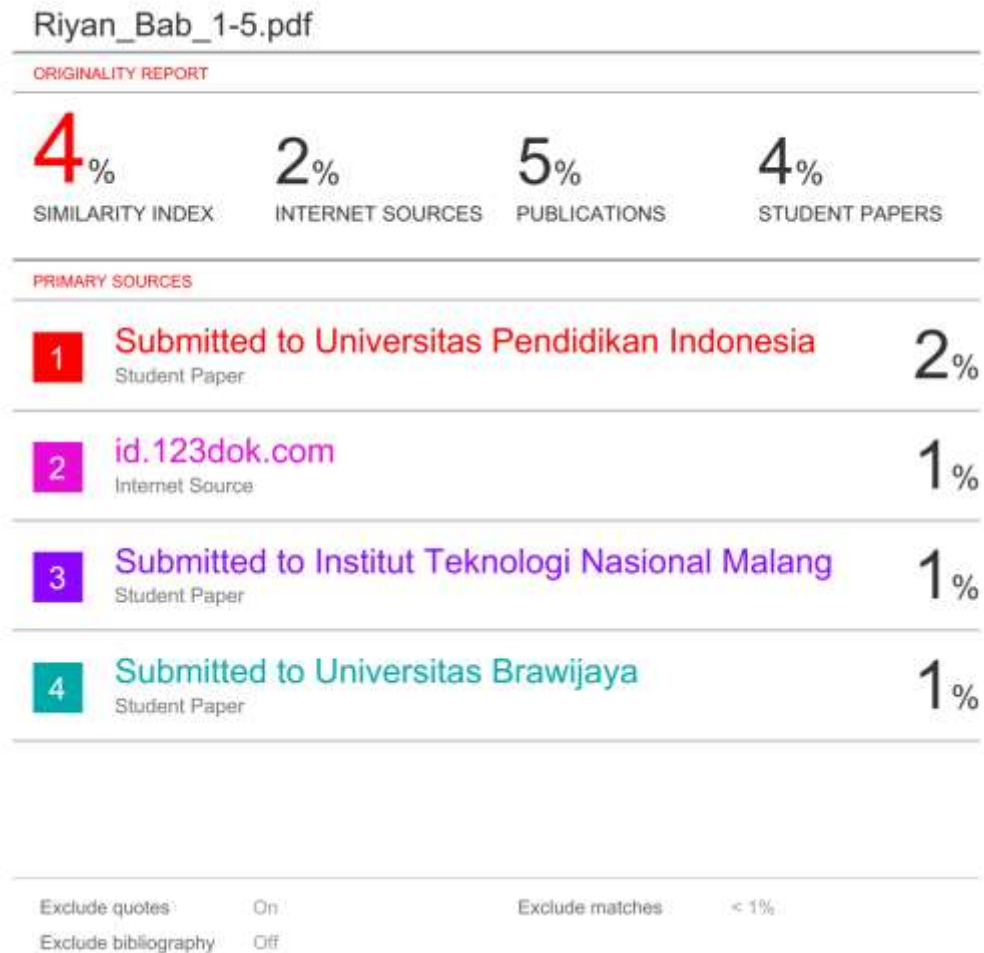 Riyan_Bab_1-5.pdf
ORIGINALITY REPORT
4% 2% 5% 4%
SIMILARITY INDEX INTERNET SOURCES PUBLICATIONS STUDENT PAPERS
PRIMARY SOURCES
1 Submitted to Universitas Pendidikan Indonesia 2%
Student Paper
2 id.123dok.com 1%
Internet Source
3 Submitted to Institut Teknologi Nasional Malang 1%
Student Paper
4 Submitted to Universitas Brawijaya 1%
Student Paper
Exclude quotes On Exclude matches < 1%
Exclude bibliography Off